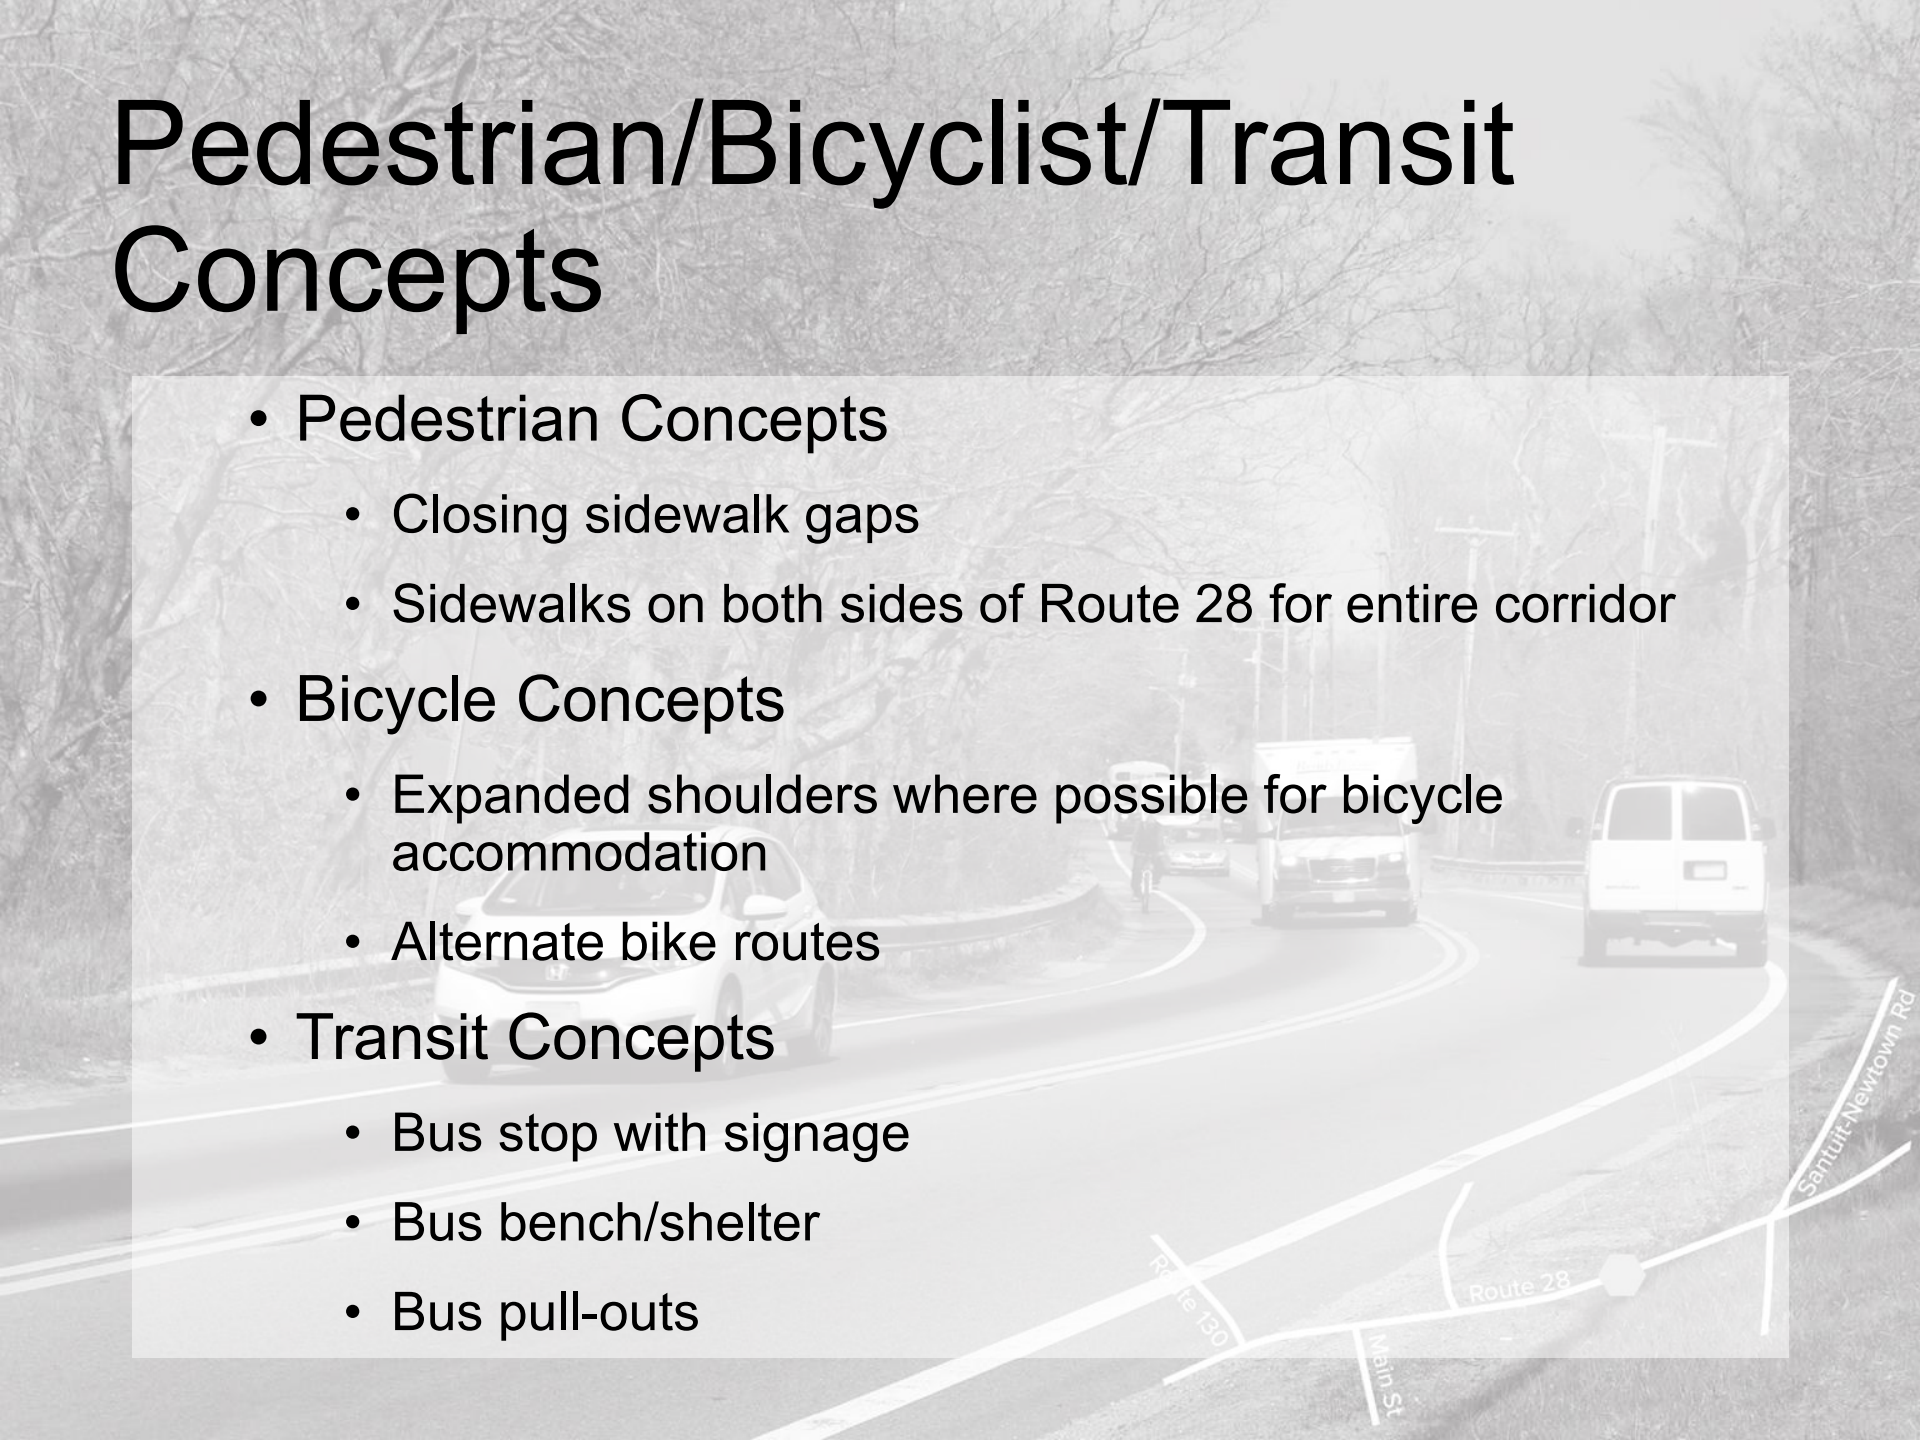 Pedestrian/Bicyclist/Transit
Concepts
• Pedestrian Concepts
• Closing sidewalk gaps
• Sidewalks on both sides of Route 28 for entire corridor
• Bicycle Concepts
• Expanded shoulders where possible for bicycle
accommodation
• Alternate bike routes
• Transit Concepts
• Bus stop with signage
• Bus bench/shelter
• Bus pull-outs
Santuit-Newtown Rd
Route 130
Route 28
Main St